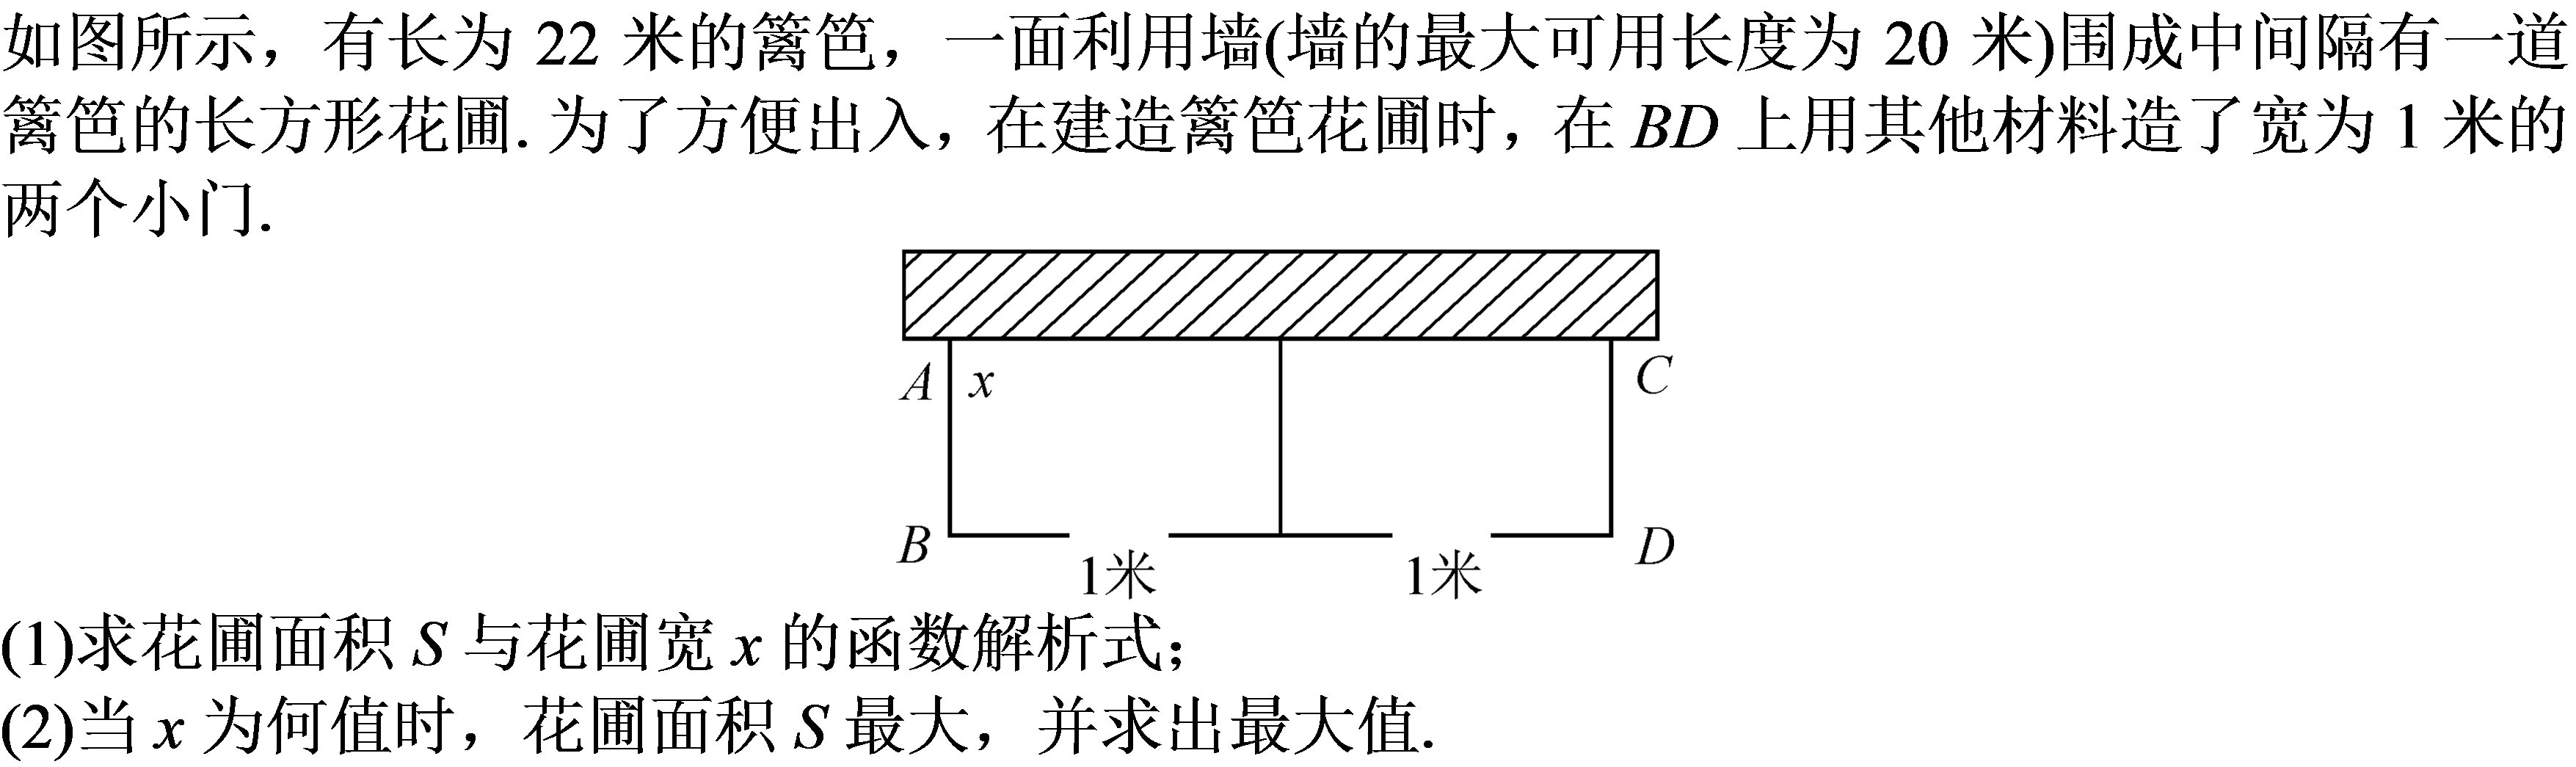 如图所示，有长为 22 米的篱笆，一面利用墙(墙的最大可用长度为 20 米)围成中间隔有一道
篱笆的长方形花圃. 为了方便出入，在建造篱笆花圃时，在 BD 上用其他材料造了宽为 1 米的
两个小门.
A x C
B D
1米 1米
(1)求花圃面积 S 与花圃宽 x 的函数解析式；
(2)当 x 为何值时，花圃面积 S 最大，并求出最大值.